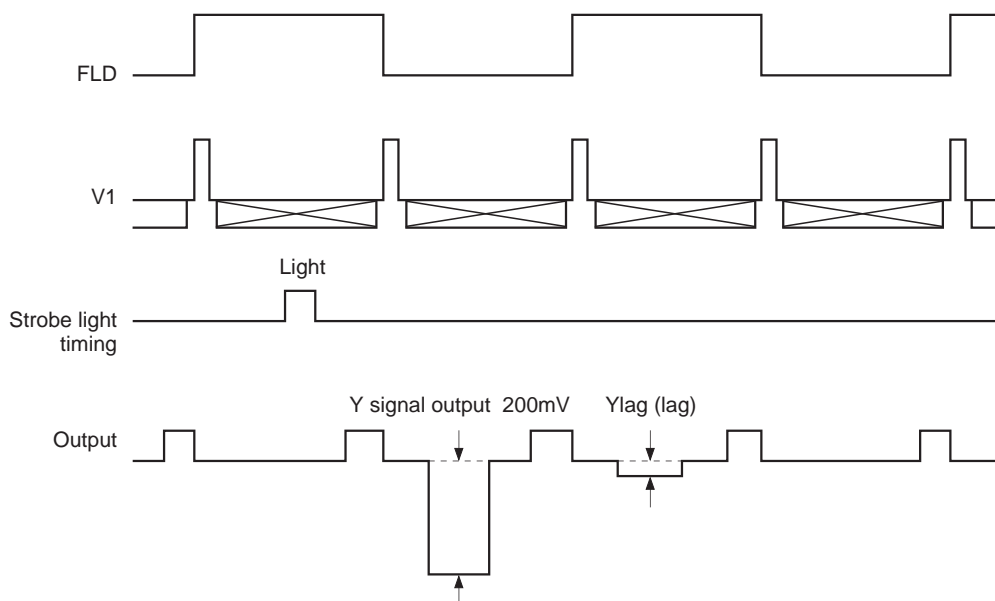 FLD
V1
Light
Strobe light
timing
Y signal output 200mV
Ylag (lag)
Output